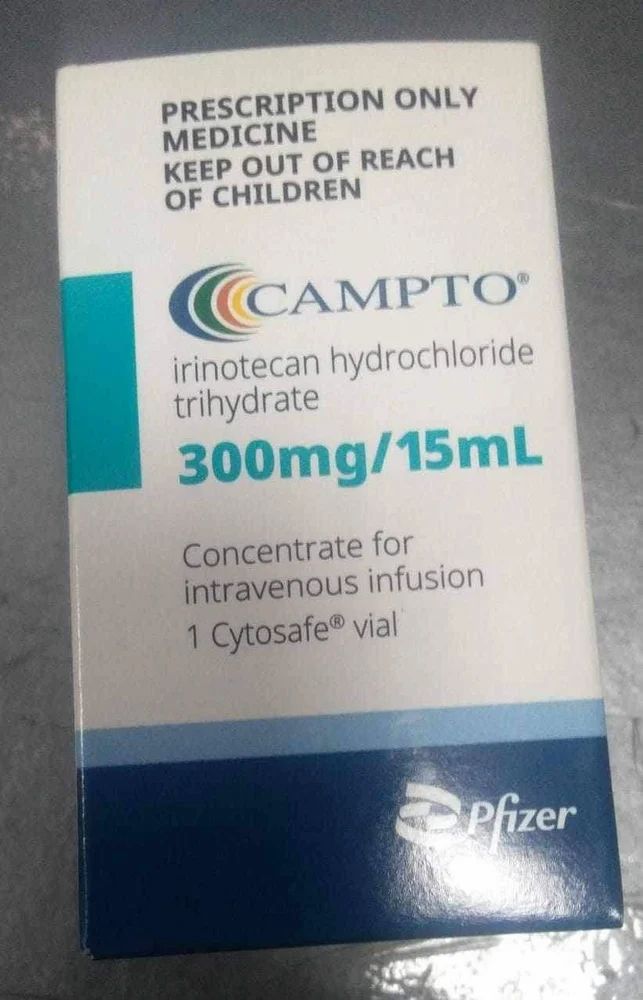 PRESCRIPTION ONLY
MEDICINE
KEEP OUT OF REACH
OF CHILDREN
CAMPTO®
irinotecan hydrochloride
trihydrate
300mg/15mL
Concentrate for
intravenous infusion
1 Cytosafe® vial
Pfizer